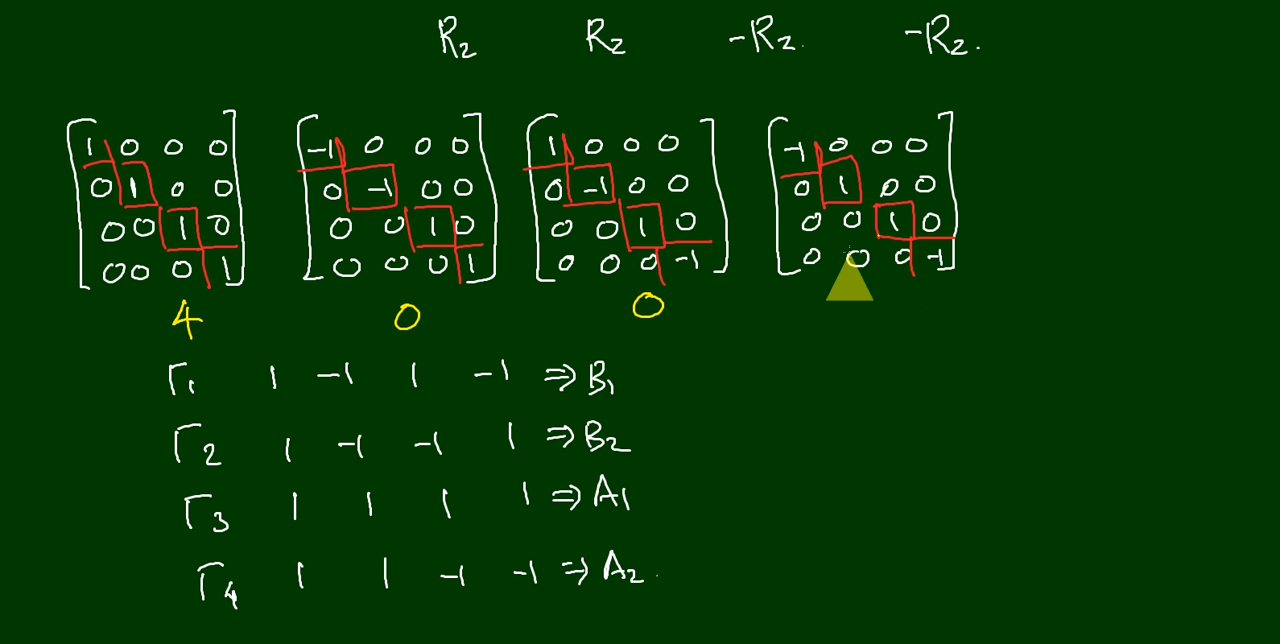 R₂ R₂ -R₂. -R₂.
1 0 0 0 -1 0 0 0 1 0 0 0 -1 0 0 0
0 1 0 0 0 -1 0 0 0 -1 0 0 0 1 0 0
0 0 1 0 0 0 1 0 0 0 1 0 0 0 1 0
0 0 0 1 0 0 0 1 0 0 0 -1 0 0 0 -1
4 0 0
Γ₁ 1 -1 1 -1 ⇒ B₁
Γ₂ 1 -1 -1 1 ⇒ B₂
Γ₃ 1 1 1 1 ⇒ A₁
Γ₄ 1 1 -1 -1 ⇒ A₂.